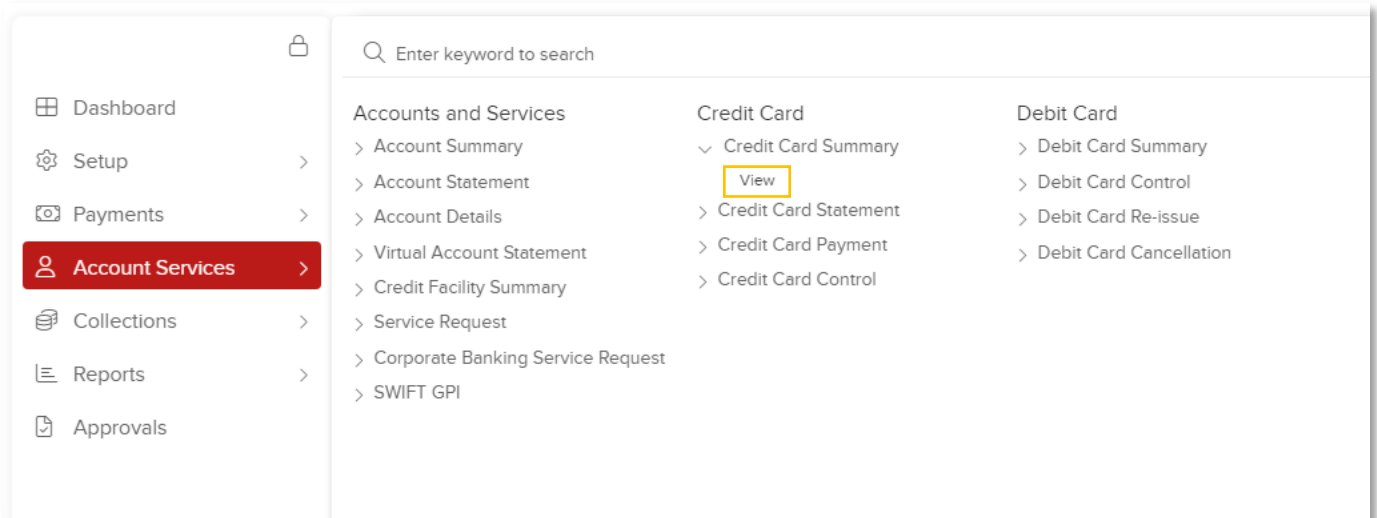 Enter keyword to search
Dashboard
Setup
Payments
Account Services
Collections
Reports
Approvals
Accounts and Services
Account Summary
Account Statement
Account Details
Virtual Account Statement
Credit Facility Summary
Service Request
Corporate Banking Service Request
SWIFT GPI
Credit Card
Credit Card Summary
View
Credit Card Statement
Credit Card Payment
Credit Card Control
Debit Card
Debit Card Summary
Debit Card Control
Debit Card Re-issue
Debit Card Cancellation